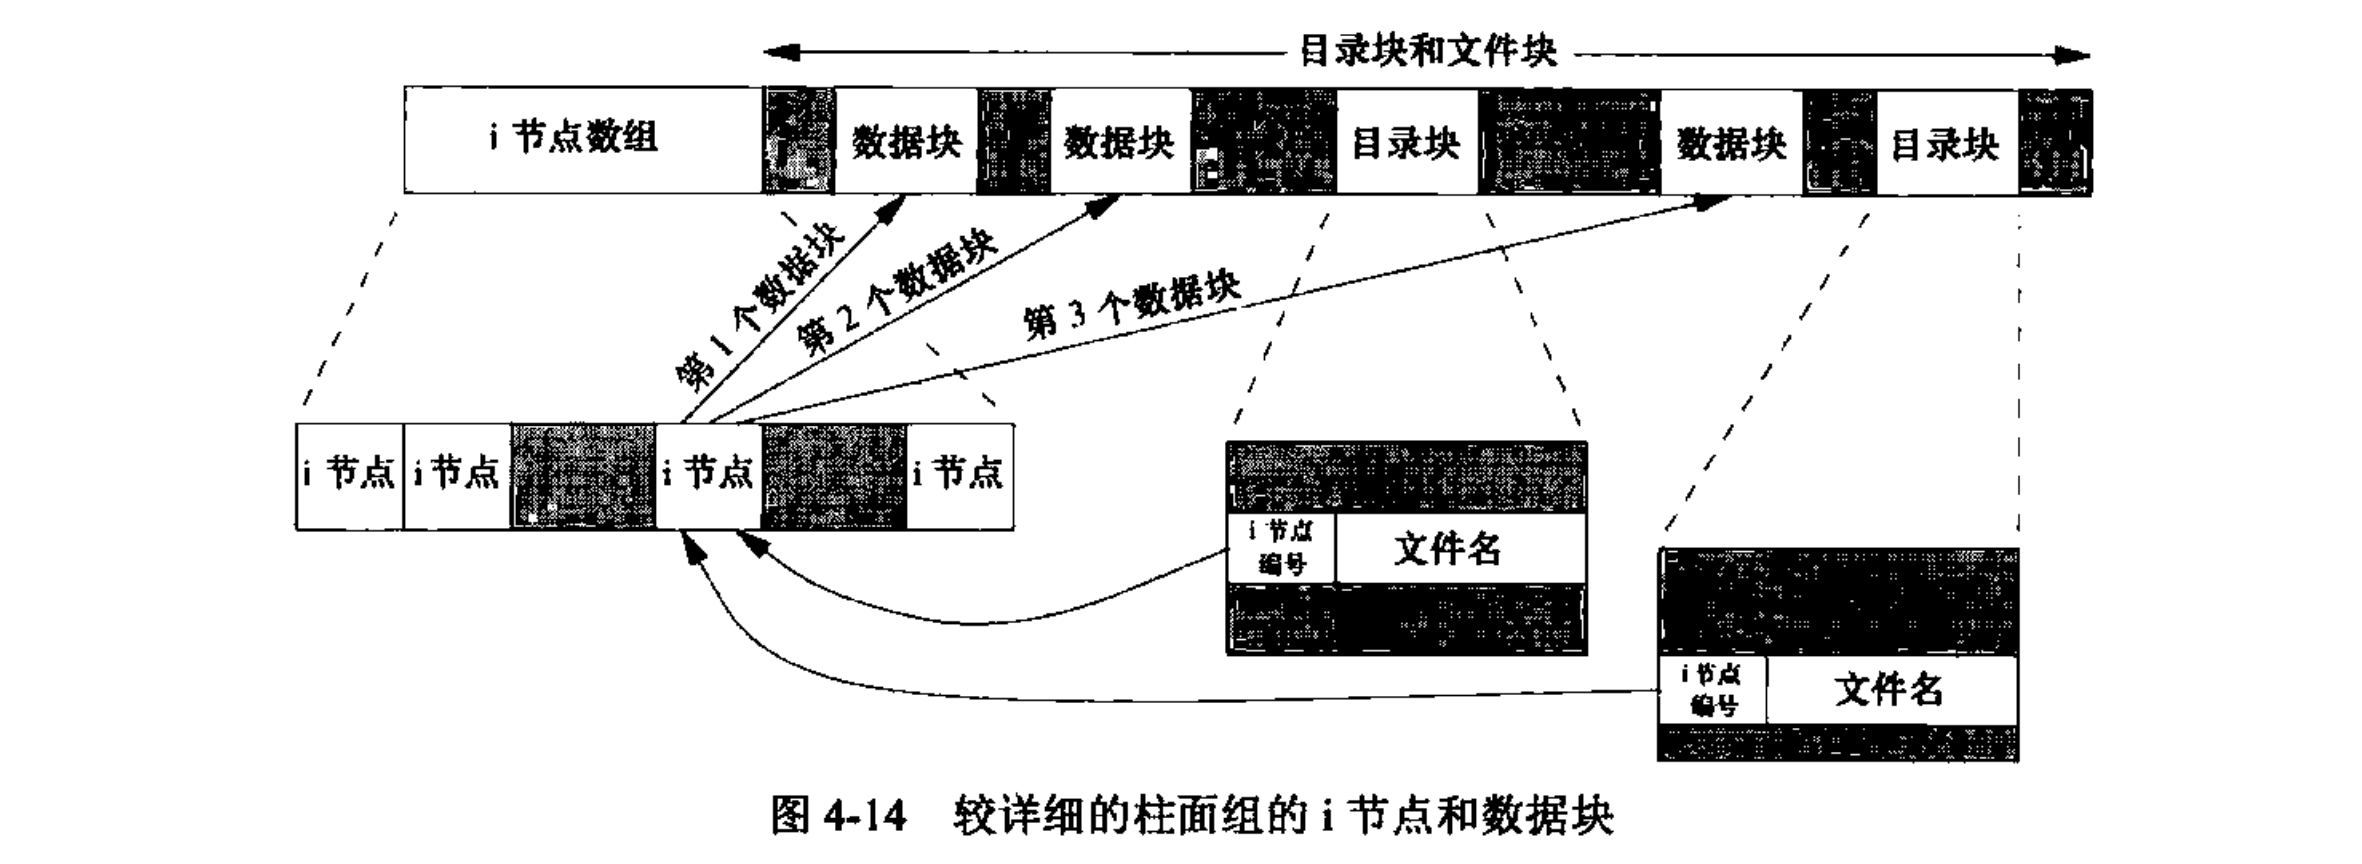 目录块和文件块
i 节点数组
数据块
数据块
目录块
数据块
目录块
第 1 个数据块
第 2 个数据块
第 3 个数据块
i 节点
i 节点
i 节点
i 节点
i 节点
编号
文件名
i 节点
编号
文件名
图 4-14 较详细的柱面组的 i 节点和数据块